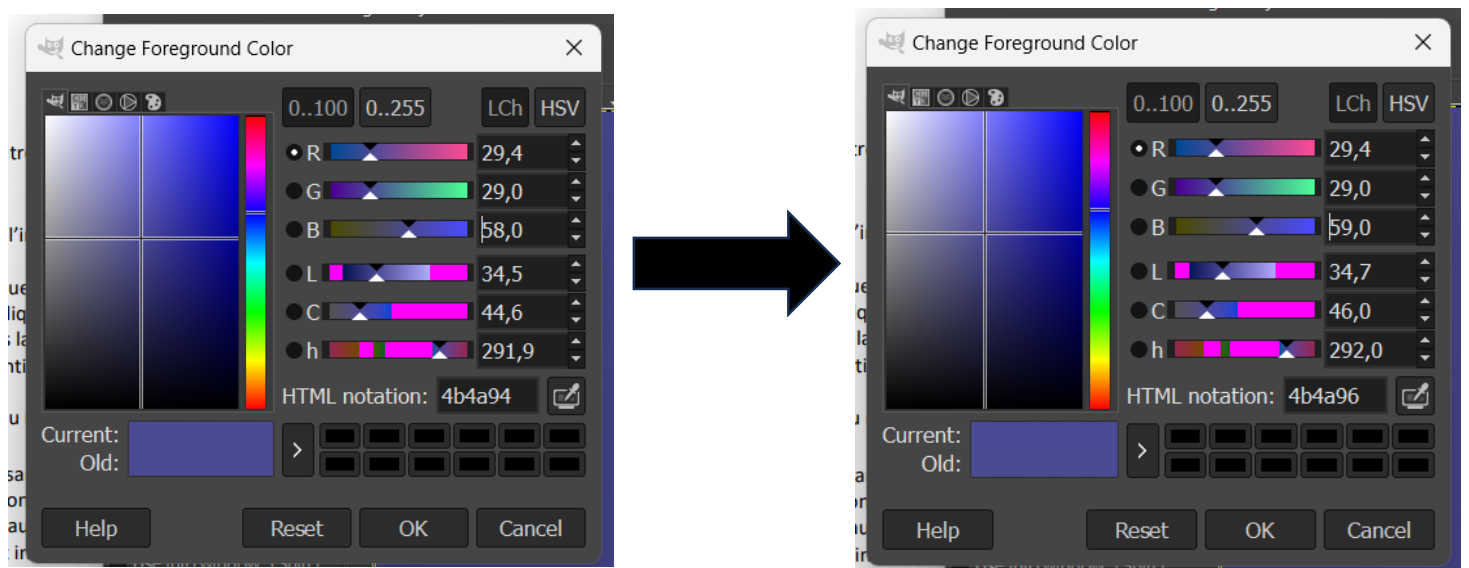 Change Foreground Color
0..100 0..255 LCh HSV
R 29,4
G 29,0
B 58,0
L 34,5
C 44,6
h 291,9
HTML notation: 4b4a94
Current:
Old:
>
Help Reset OK Cancel
Change Foreground Color
0..100 0..255 LCh HSV
R 29,4
G 29,0
B 59,0
L 34,7
C 46,0
h 292,0
HTML notation: 4b4a96
Current:
Old:
>
Help Reset OK Cancel